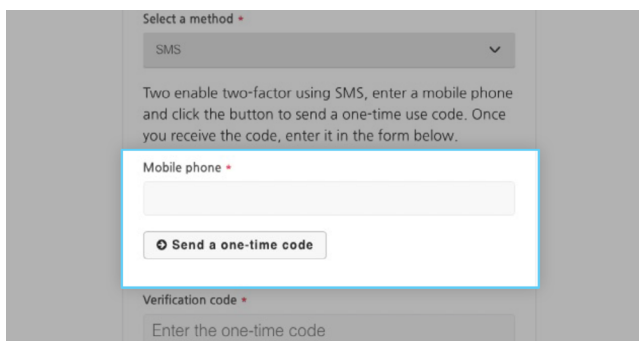 Select a method *
SMS
Two enable two-factor using SMS, enter a mobile phone
and click the button to send a one-time use code. Once
you receive the code, enter it in the form below.
Mobile phone *
Send a one-time code
Verification code *
Enter the one-time code